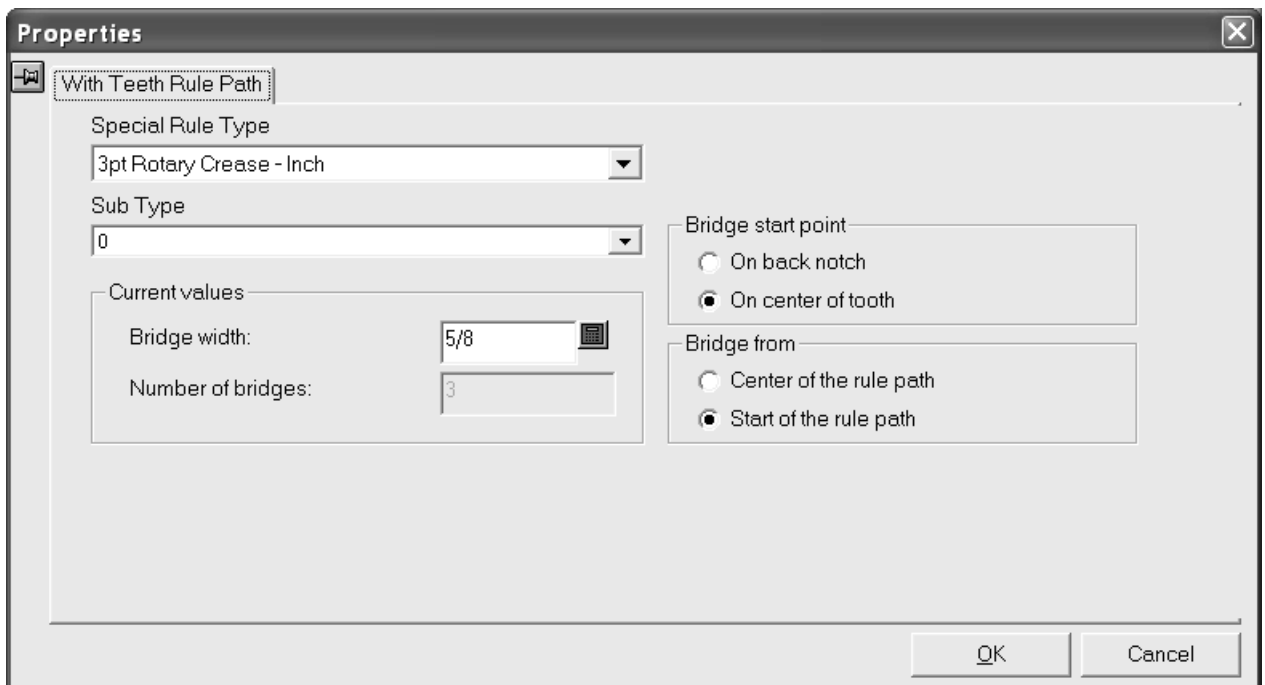 Properties
With Teeth Rule Path
Special Rule Type
3pt Rotary Crease - Inch
Sub Type
0
Bridge start point
On back notch
On center of tooth
Current values
Bridge width:
5/8
Number of bridges:
3
Bridge from
Center of the rule path
Start of the rule path
OK
Cancel